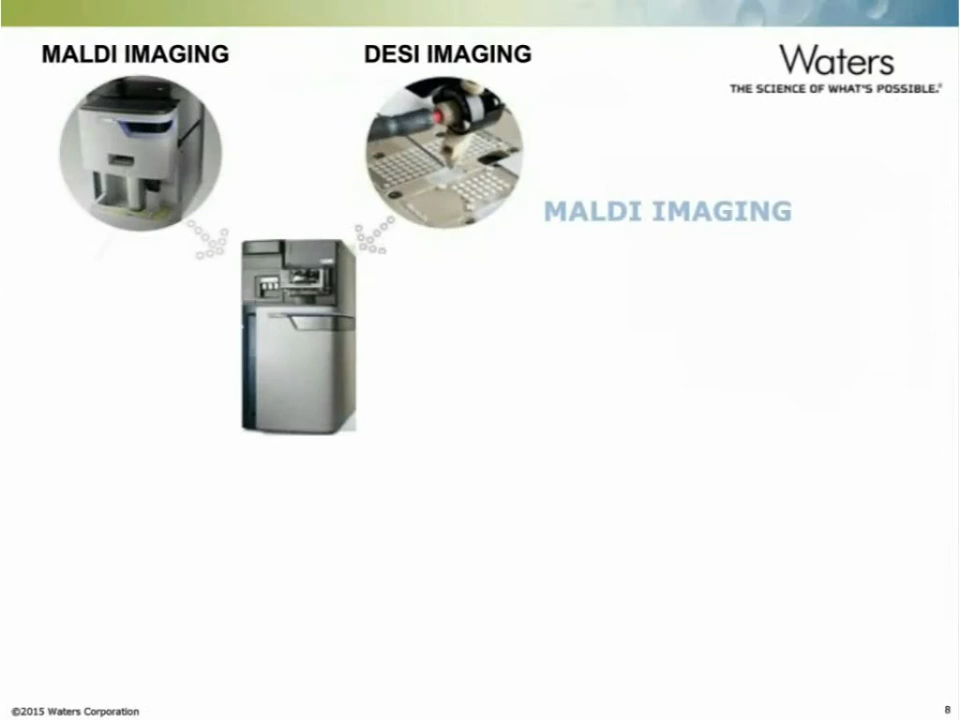 MALDI IMAGING
DESI IMAGING
Waters
THE SCIENCE OF WHAT'S POSSIBLE.®
MALDI IMAGING
©2015 Waters Corporation
8